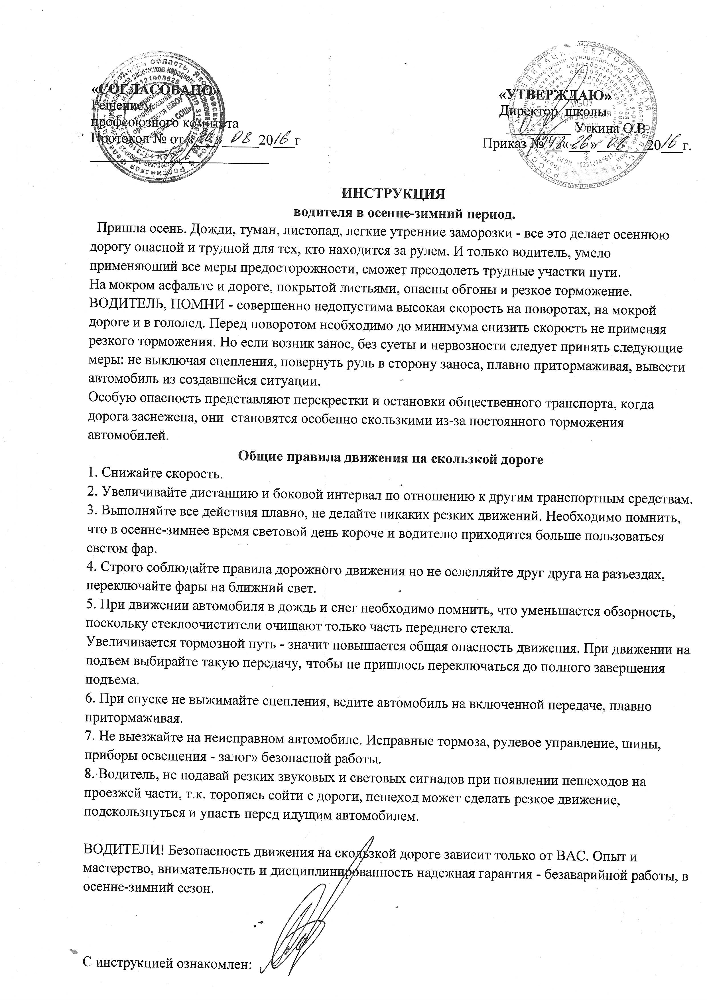 «СОГЛАСОВАНО»
Решением
профсоюзного комитета
Протокол № от «26» 08 2016 г
«УТВЕРЖДАЮ»
Директор школы
Уткина О.В.
Приказ № 148 «26» 08 2016 г.
ИНСТРУКЦИЯ
водителя в осенне-зимний период.
Пришла осень. Дожди, туман, листопад, легкие утренние заморозки - все это делает осеннюю
дорогу опасной и трудной для тех, кто находится за рулем. И только водитель, умело
применяющий все меры предосторожности, сможет преодолеть трудные участки пути.
На мокром асфальте и дороге, покрытой листьями, опасны обгоны и резкое торможение.
ВОДИТЕЛЬ, ПОМНИ - совершенно недопустима высокая скорость на поворотах, на мокрой
дороге и в гололед. Перед поворотом необходимо до минимума снизить скорость не применяя
резкого торможения. Но если возник занос, без суеты и нервозности следует принять следующие
меры: не выключая сцепления, повернуть руль в сторону заноса, плавно притормаживая, вывести
автомобиль из создавшейся ситуации.
Особую опасность представляют перекрестки и остановки общественного транспорта, когда
дорога заснежена, они становятся особенно скользкими из-за постоянного торможения
автомобилей.
Общие правила движения на скользкой дороге
1. Снижайте скорость.
2. Увеличивайте дистанцию и боковой интервал по отношению к другим транспортным средствам.
3. Выполняйте все действия плавно, не делайте никаких резких движений. Необходимо помнить,
что в осенне-зимнее время световой день короче и водителю приходится больше пользоваться
светом фар.
4. Строго соблюдайте правила дорожного движения но не ослепляйте друг друга на разъездах,
переключайте фары на ближний свет.
5. При движении автомобиля в дождь и снег необходимо помнить, что уменьшается обзорность,
поскольку стеклоочистители очищают только часть переднего стекла.
Увеличивается тормозной путь - значит повышается общая опасность движения. При движении на
подъем выбирайте такую передачу, чтобы не пришлось переключаться до полного завершения
подъема.
6. При спуске не выжимайте сцепления, ведите автомобиль на включенной передаче, плавно
притормаживая.
7. Не выезжайте на неисправном автомобиле. Исправные тормоза, рулевое управление, шины,
приборы освещения - залог» безопасной работы.
8. Водитель, не подавай резких звуковых и световых сигналов при появлении пешеходов на
проезжей части, т.к. торопясь сойти с дороги, пешеход может сделать резкое движение,
подскользнуться и упасть перед идущим автомобилем.
ВОДИТЕЛИ! Безопасность движения на скользкой дороге зависит только от ВАС. Опыт и
мастерство, внимательность и дисциплинированность надежная гарантия - безаварийной работы, в
осенне-зимний сезон.
С инструкцией ознакомлен: